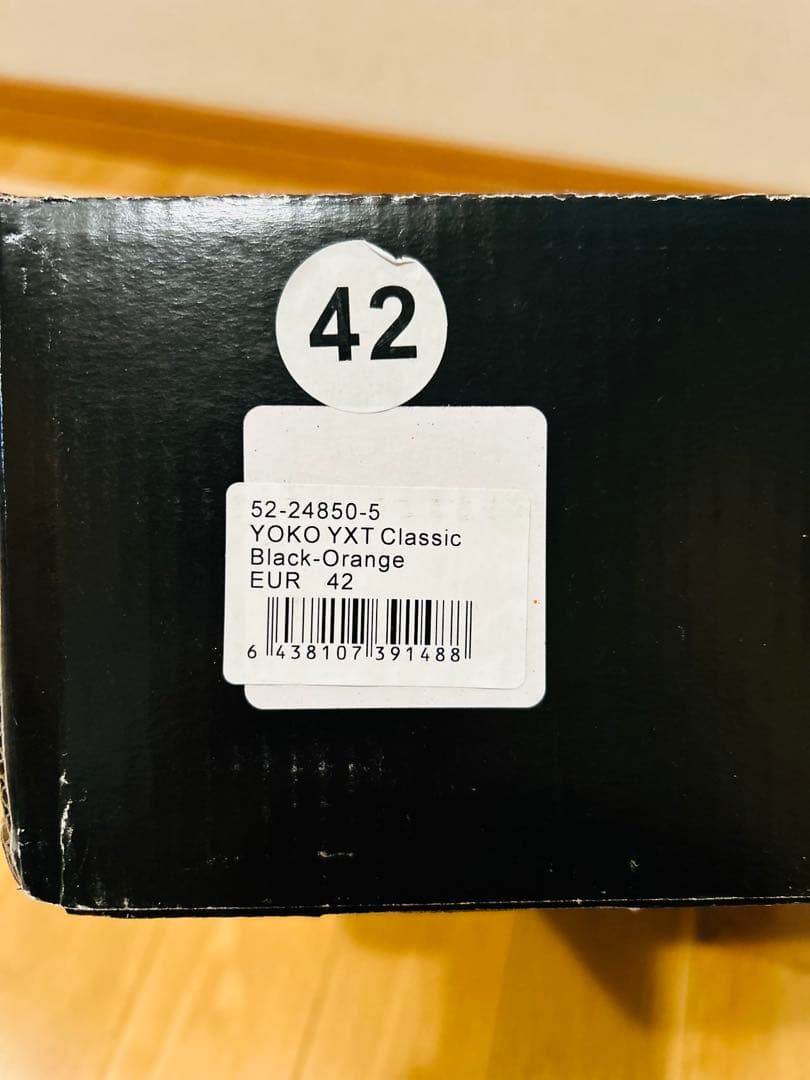 42
52-24850-5
YOKO YXT Classic
Black-Orange
EUR 42
6 438107 391488